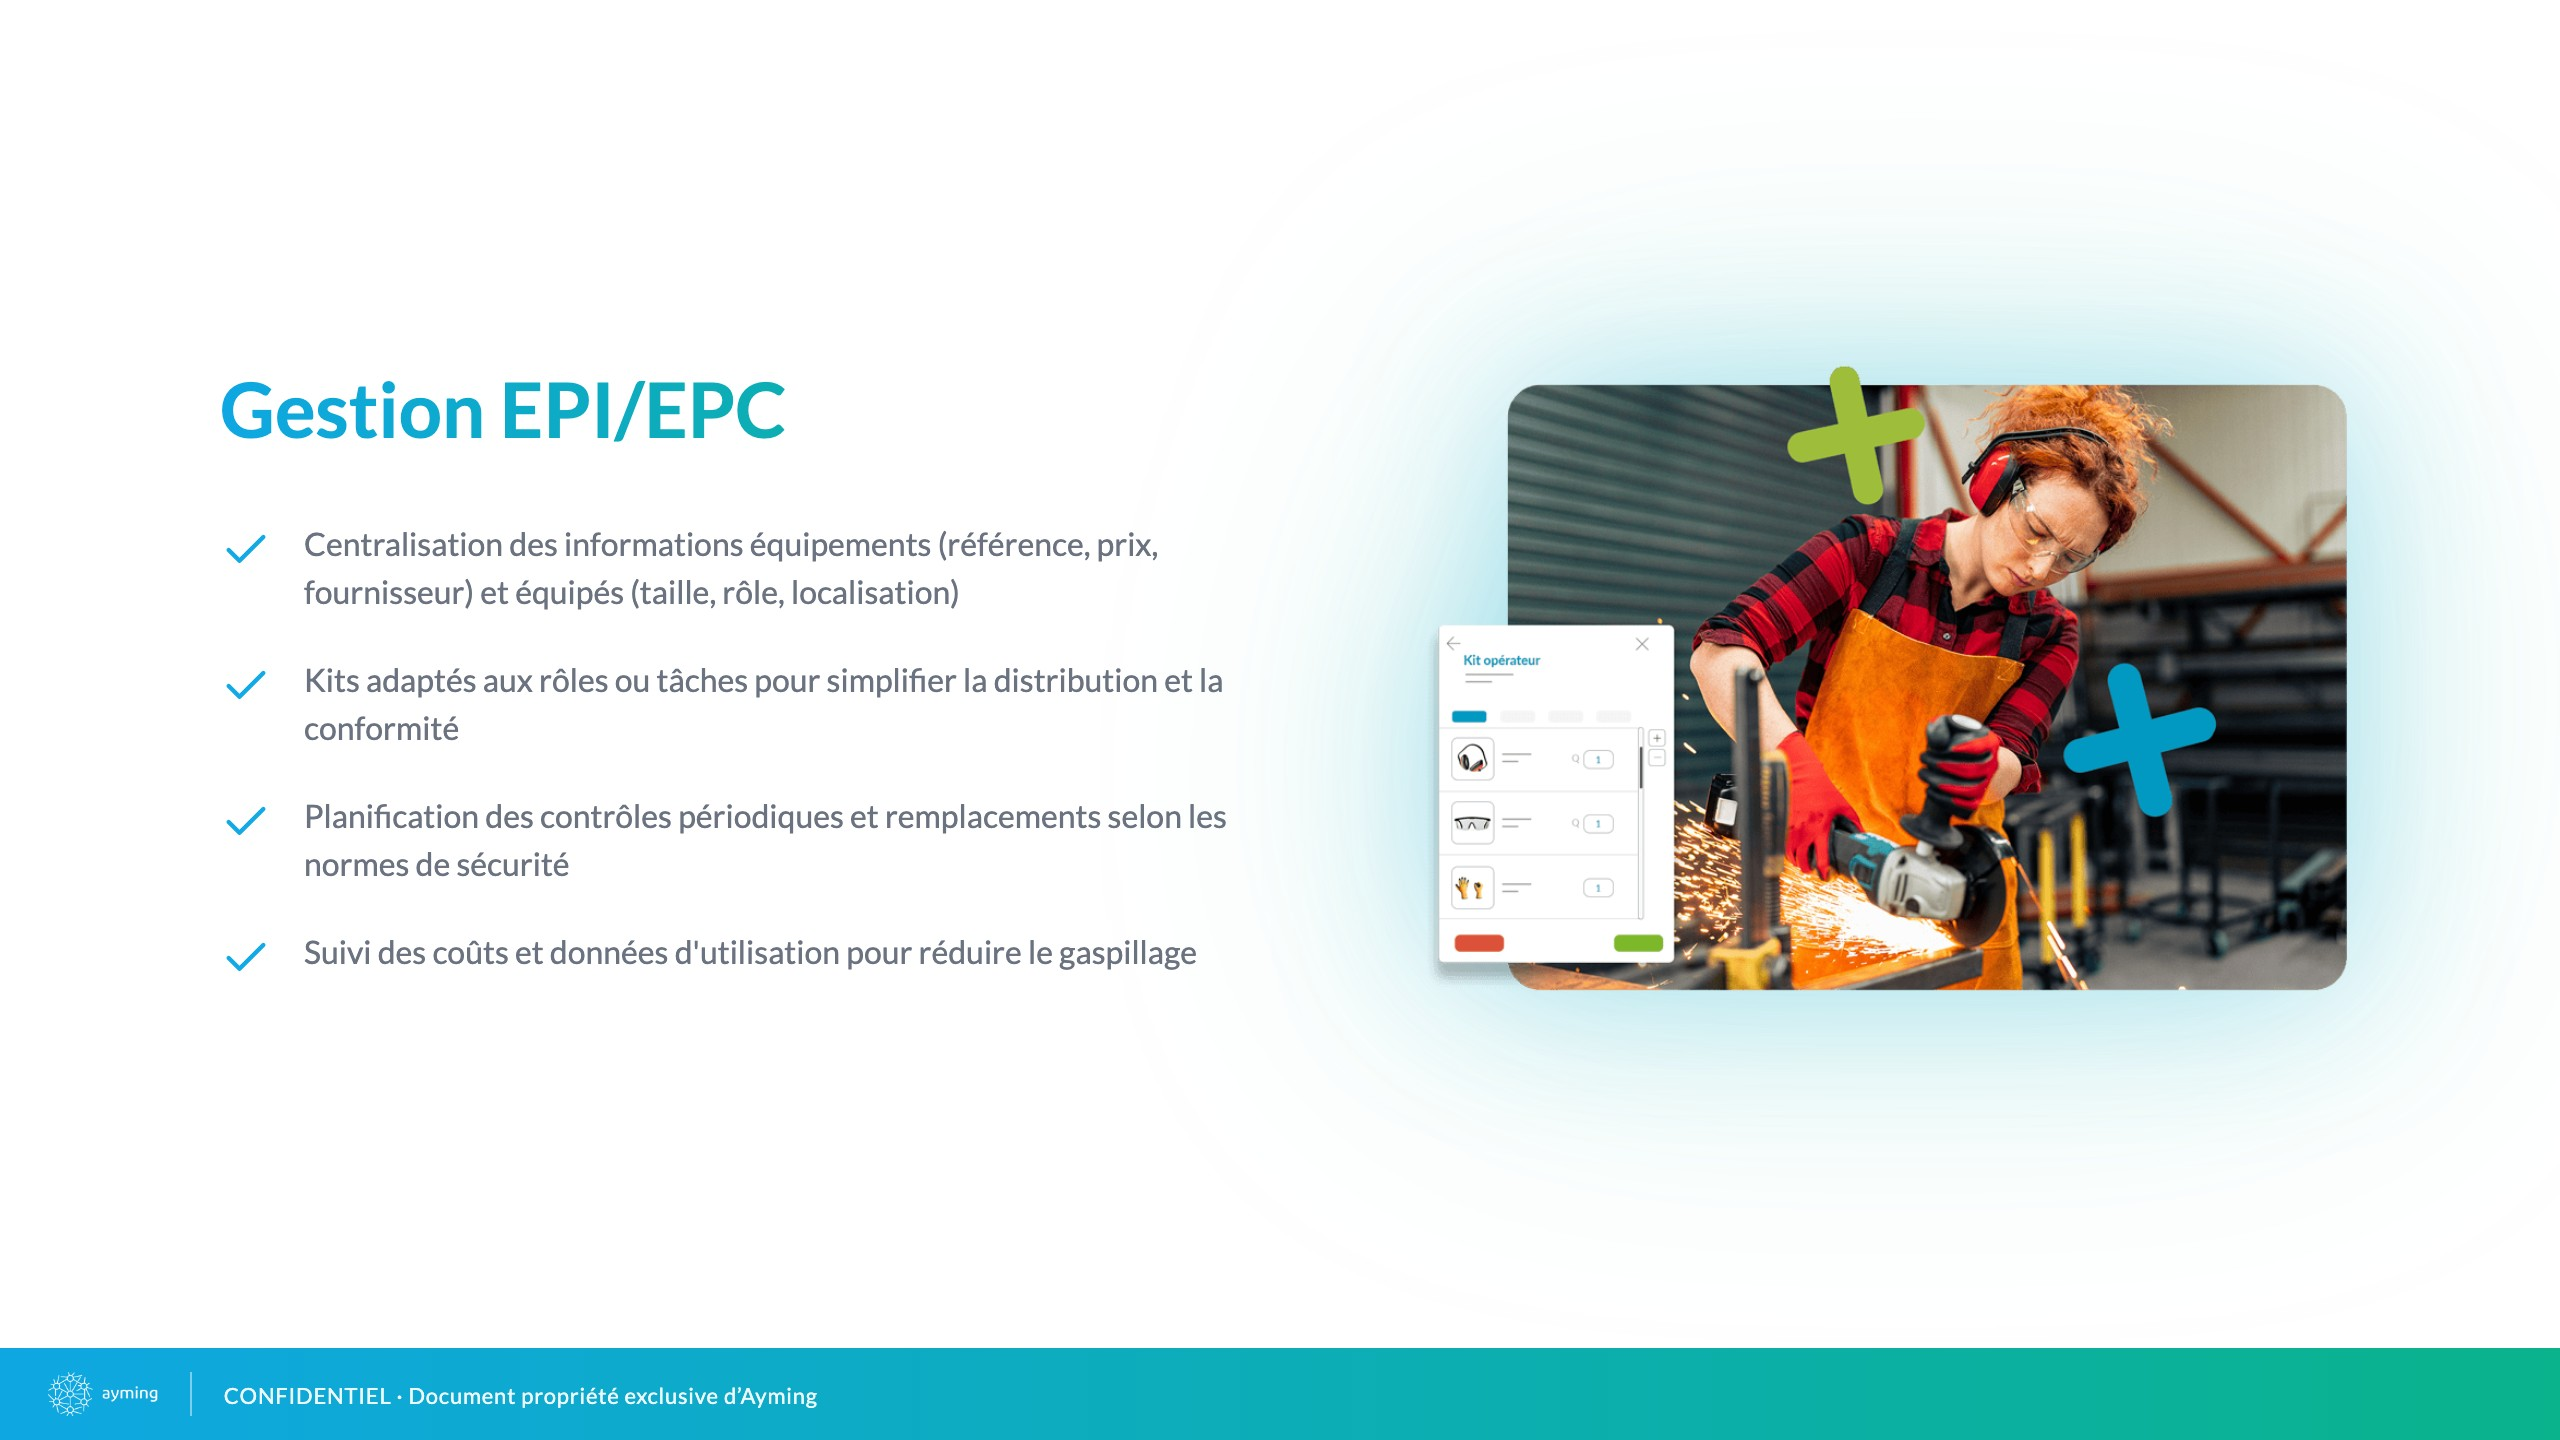 Gestion EPI/EPC
Centralisation des informations équipements (référence, prix,
fournisseur) et équipés (taille, rôle, localisation)
Kits adaptés aux rôles ou tâches pour simplifier la distribution et la
conformité
Planification des contrôles périodiques et remplacements selon les
normes de sécurité
Suivi des coûts et données d'utilisation pour réduire le gaspillage
Kit opérateur
Q 1
Q 1
1
ayming
CONFIDENTIEL · Document propriété exclusive d’Ayming